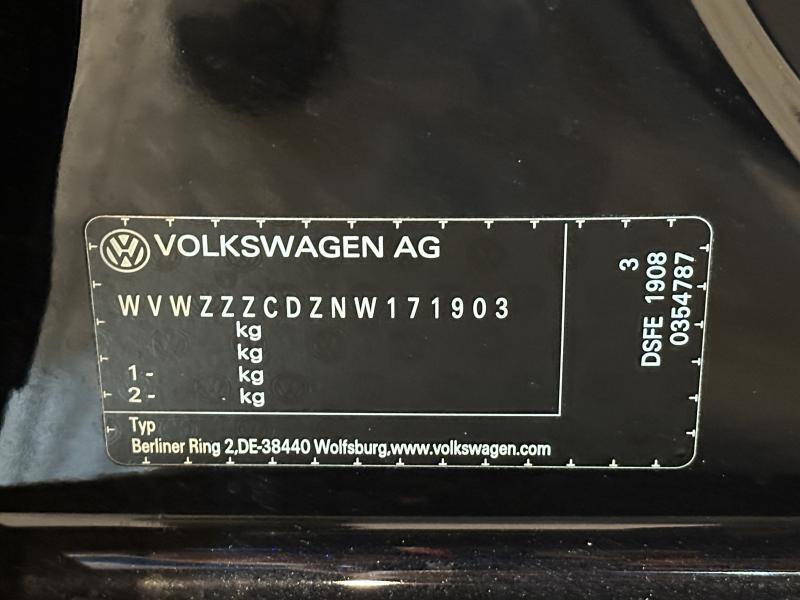 VOLKSWAGEN AG
WVWZZZCDZNW171903
kg
kg
1- kg
2- kg
Typ
Berliner Ring 2,DE-38440 Wolfsburg,www.volkswagen.com
3
DSFE 1908
0354787